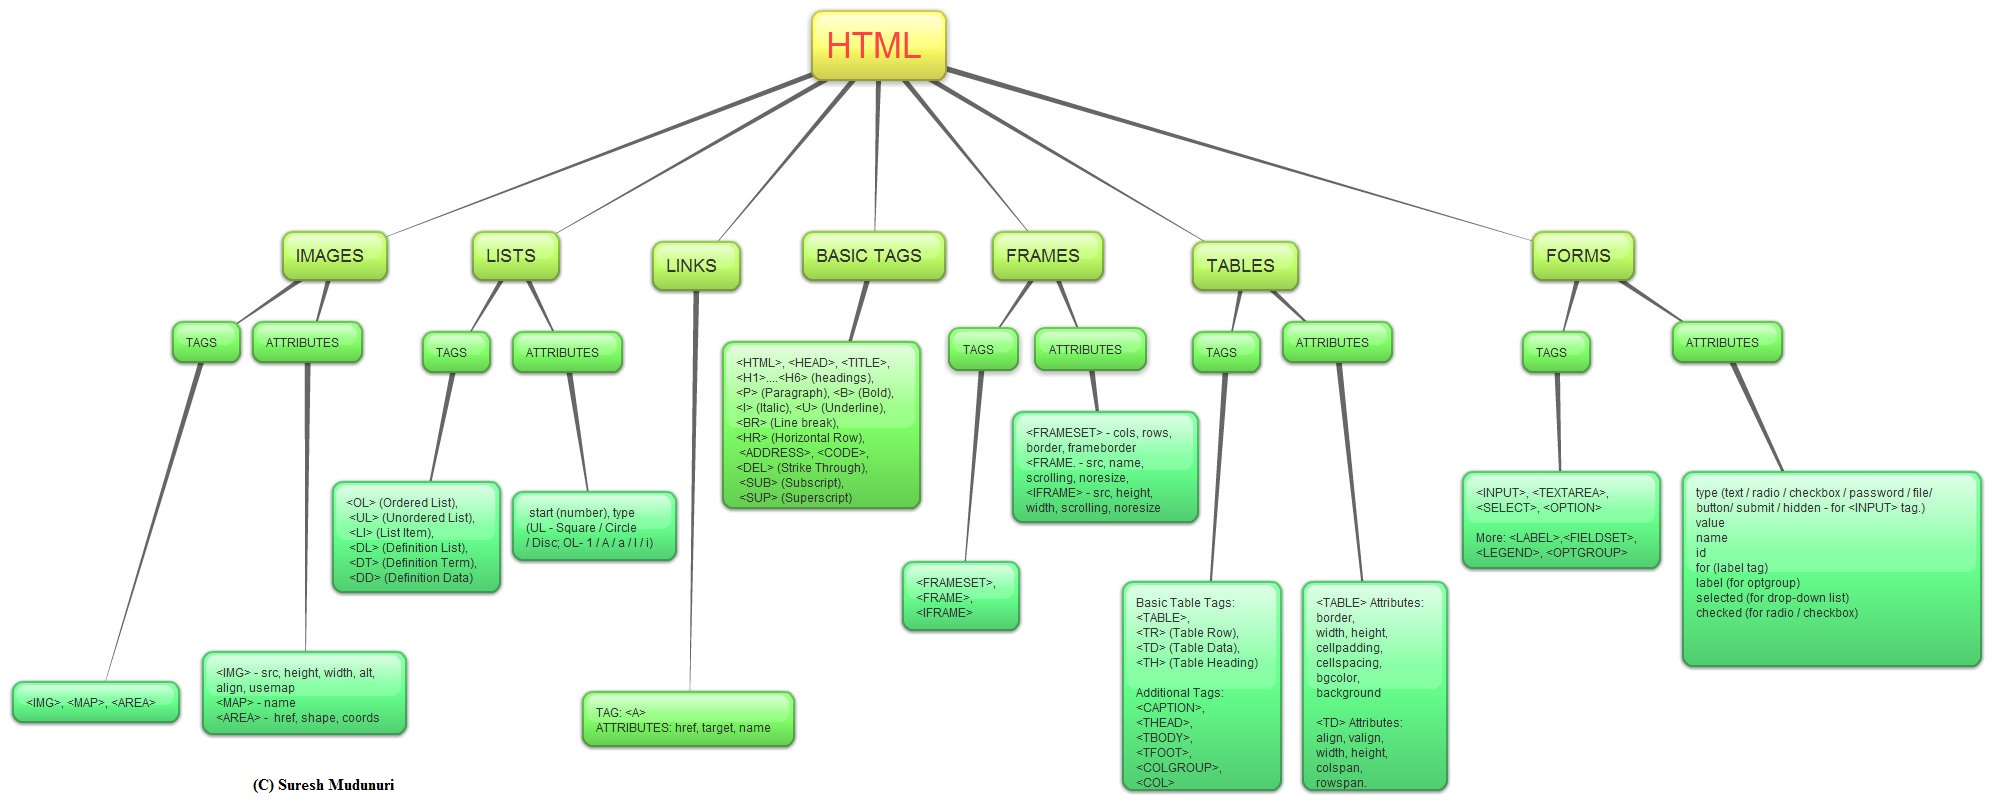 HTML
IMAGES
LISTS
LINKS
BASIC TAGS
FRAMES
TABLES
FORMS
TAGS
ATTRIBUTES
TAGS
ATTRIBUTES
TAGS
ATTRIBUTES
TAGS
ATTRIBUTES
TAGS
ATTRIBUTES
<IMG>, <MAP>, <AREA>
<IMG> - src, height, width, alt,
align, usemap
<MAP> - name
<AREA> - href, shape, coords
<OL> (Ordered List),
<UL> (Unordered List),
<LI> (List Item),
<DL> (Definition List),
<DT> (Definition Term),
<DD> (Definition Data)
start (number), type
(UL - Square / Circle
/ Disc; OL- 1 / A / a / I / i)
TAG: <A>
ATTRIBUTES: href, target, name
<HTML>, <HEAD>, <TITLE>,
<H1>....<H6> (headings),
<P> (Paragraph), <B> (Bold),
<I> (Italic), <U> (Underline),
<BR> (Line break),
<HR> (Horizontal Row),
<ADDRESS>, <CODE>,
<DEL> (Strike Through),
<SUB> (Subscript),
<SUP> (Superscript)
<FRAMESET>,
<FRAME>,
<IFRAME>
<FRAMESET> - cols, rows,
border, frameborder
<FRAME. - src, name,
scrolling, noresize,
<IFRAME> - src, height,
width, scrolling, noresize
Basic Table Tags:
<TABLE>,
<TR> (Table Row),
<TD> (Table Data),
<TH> (Table Heading)
Additional Tags:
<CAPTION>,
<THEAD>,
<TBODY>,
<TFOOT>,
<COLGROUP>,
<COL>
<TABLE> Attributes:
border,
width, height,
cellpadding,
cellspacing,
bgcolor,
background
<TD> Attributes:
align, valign,
width, height,
colspan,
rowspan.
<INPUT>, <TEXTAREA>,
<SELECT>, <OPTION>
More: <LABEL>,<FIELDSET>,
<LEGEND>, <OPTGROUP>
type (text / radio / checkbox / password / file/
button/ submit / hidden - for <INPUT> tag.)
value
name
id
for (label tag)
label (for optgroup)
selected (for drop-down list)
checked (for radio / checkbox)
(C) Suresh Mudunuri